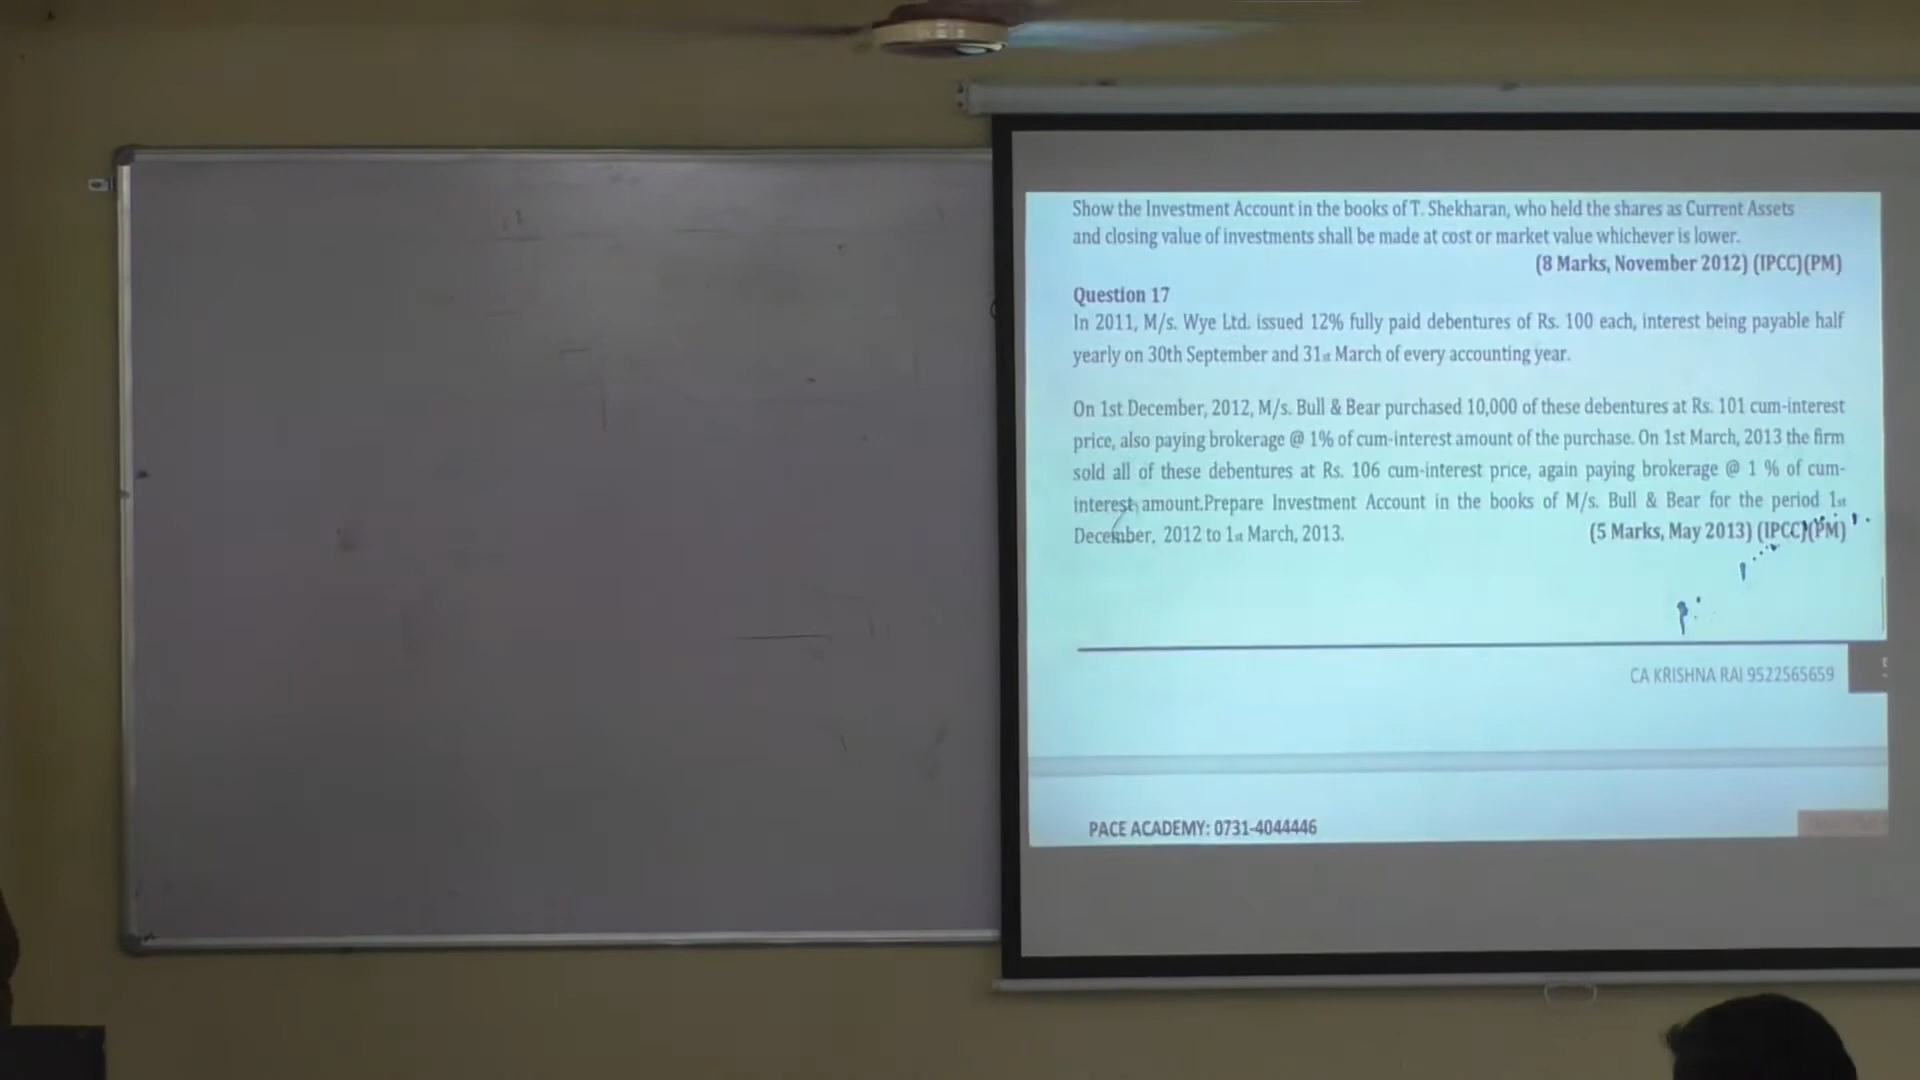 Show the Investment Account in the books of T. Shekharan, who held the shares as Current Assets
and closing value of investments shall be made at cost or market value whichever is lower.
(8 Marks, November 2012) (IPCC)(PM)
Question 17
In 2011, M/s. Wye Ltd. issued 12% fully paid debentures of Rs. 100 each, interest being payable half
yearly on 30th September and 31st March of every accounting year.
On 1st December, 2012, M/s. Bull & Bear purchased 10,000 of these debentures at Rs. 101 cum-interest
price, also paying brokerage @ 1% of cum-interest amount of the purchase. On 1st March, 2013 the firm
sold all of these debentures at Rs. 106 cum-interest price, again paying brokerage @ 1 % of cum-
interest amount.Prepare Investment Account in the books of M/s. Bull & Bear for the period 1st
December, 2012 to 1st March, 2013.
(5 Marks, May 2013) (IPCC)(PM)
CA KRISHNA RAI 9522565659
PACE ACADEMY: 0731-4044446